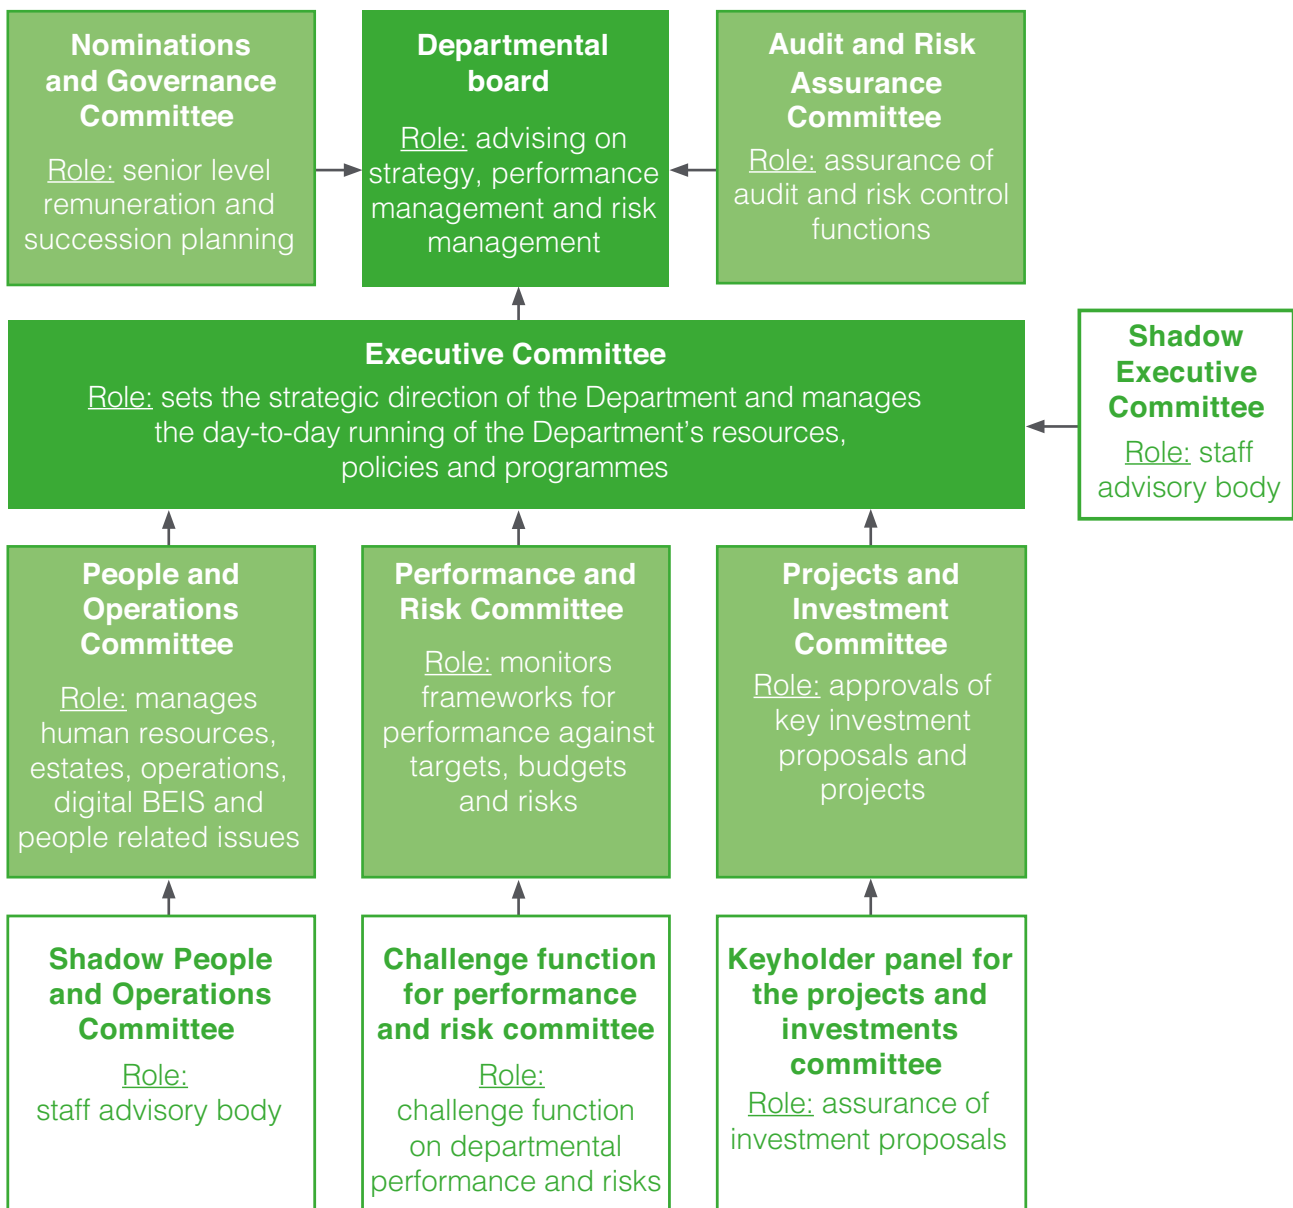 Nominations
and Governance
Committee
Role: senior level
remuneration and
succession planning
Departmental
board
Role: advising on
strategy, performance
management and risk
management
Audit and Risk
Assurance
Committee
Role: assurance of
audit and risk control
functions
Executive Committee
Role: sets the strategic direction of the Department and manages
the day-to-day running of the Department’s resources,
policies and programmes
Shadow
Executive
Committee
Role: staff
advisory body
People and
Operations
Committee
Role: manages
human resources,
estates, operations,
digital BEIS and
people related issues
Performance and
Risk Committee
Role: monitors
frameworks for
performance against
targets, budgets
and risks
Projects and
Investment
Committee
Role: approvals of
key investment
proposals and
projects
Shadow People
and Operations
Committee
Role:
staff advisory body
Challenge function
for performance
and risk committee
Role:
challenge function
on departmental
performance and risks
Keyholder panel for
the projects and
investments
committee
Role: assurance of
investment proposals